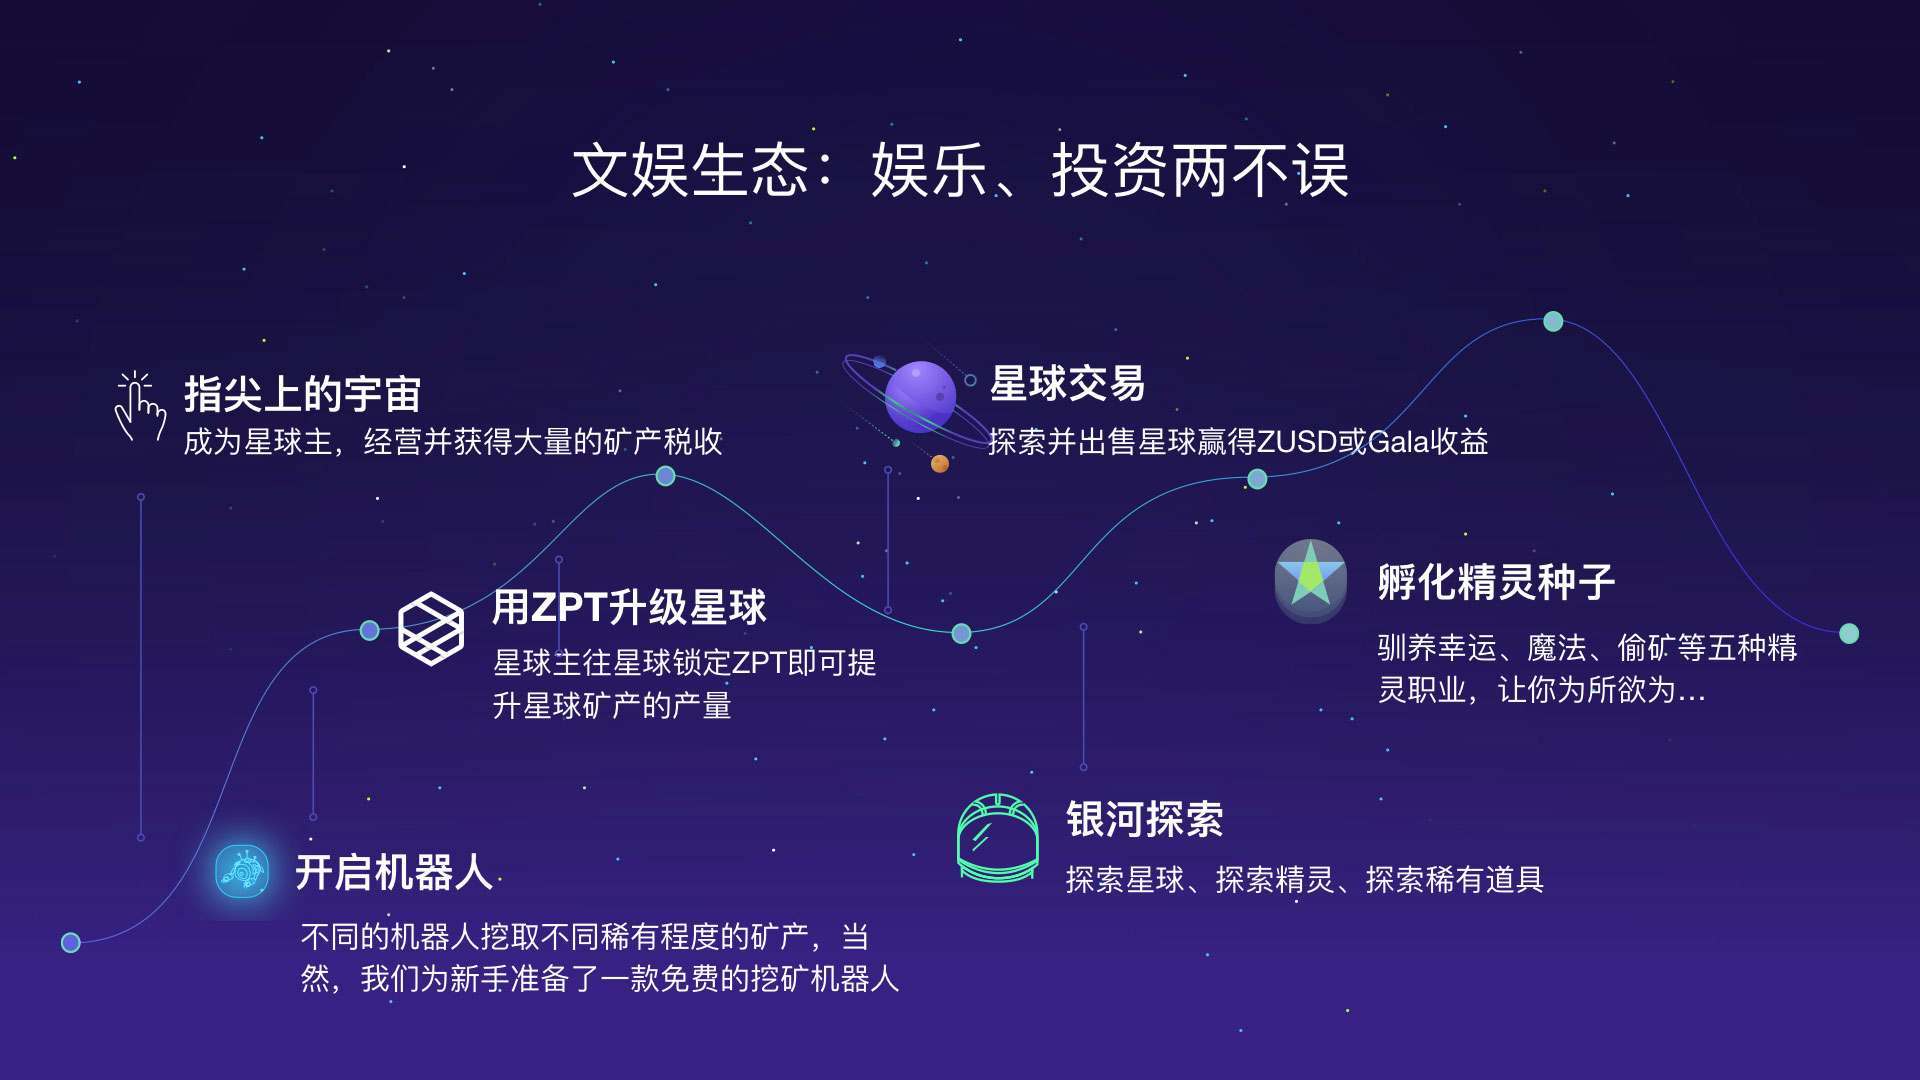 文娱生态：娱乐、投资两不误
指尖上的宇宙
成为星球主，经营并获得大量的矿产税收
星球交易
探索并出售星球赢得ZUSD或Gala收益
用ZPT升级星球
星球主往星球锁定ZPT即可提
升星球矿产的产量
孵化精灵种子
驯养幸运、魔法、偷矿等五种精
灵职业，让你为所欲为...
开启机器人
不同的机器人挖取不同稀有程度的矿产，当
然，我们为新手准备了一款免费的挖矿机器人
银河探索
探索星球、探索精灵、探索稀有道具